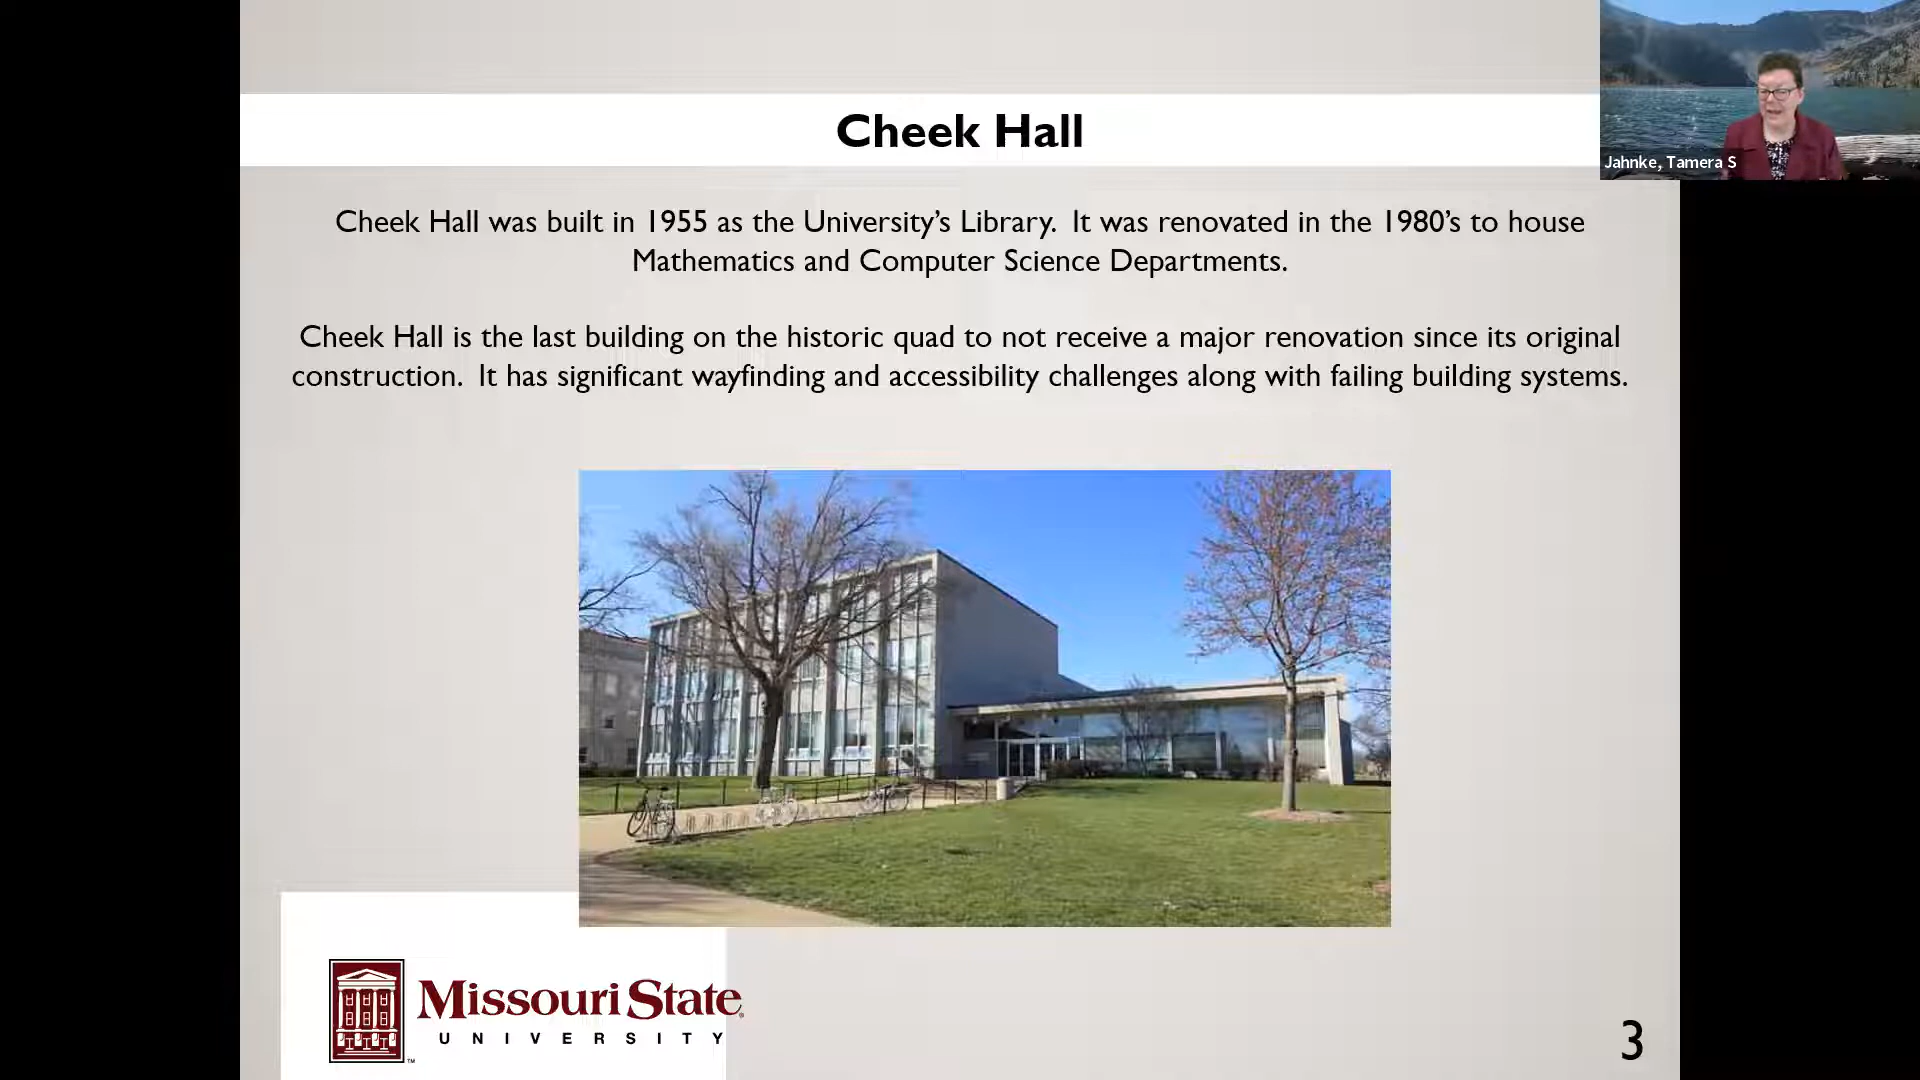 Cheek Hall
Jahnke, Tamera S
Cheek Hall was built in 1955 as the University’s Library. It was renovated in the 1980’s to house
Mathematics and Computer Science Departments.
Cheek Hall is the last building on the historic quad to not receive a major renovation since its original
construction. It has significant wayfinding and accessibility challenges along with failing building systems.
Missouri State®
UNIVERSITY
™
3